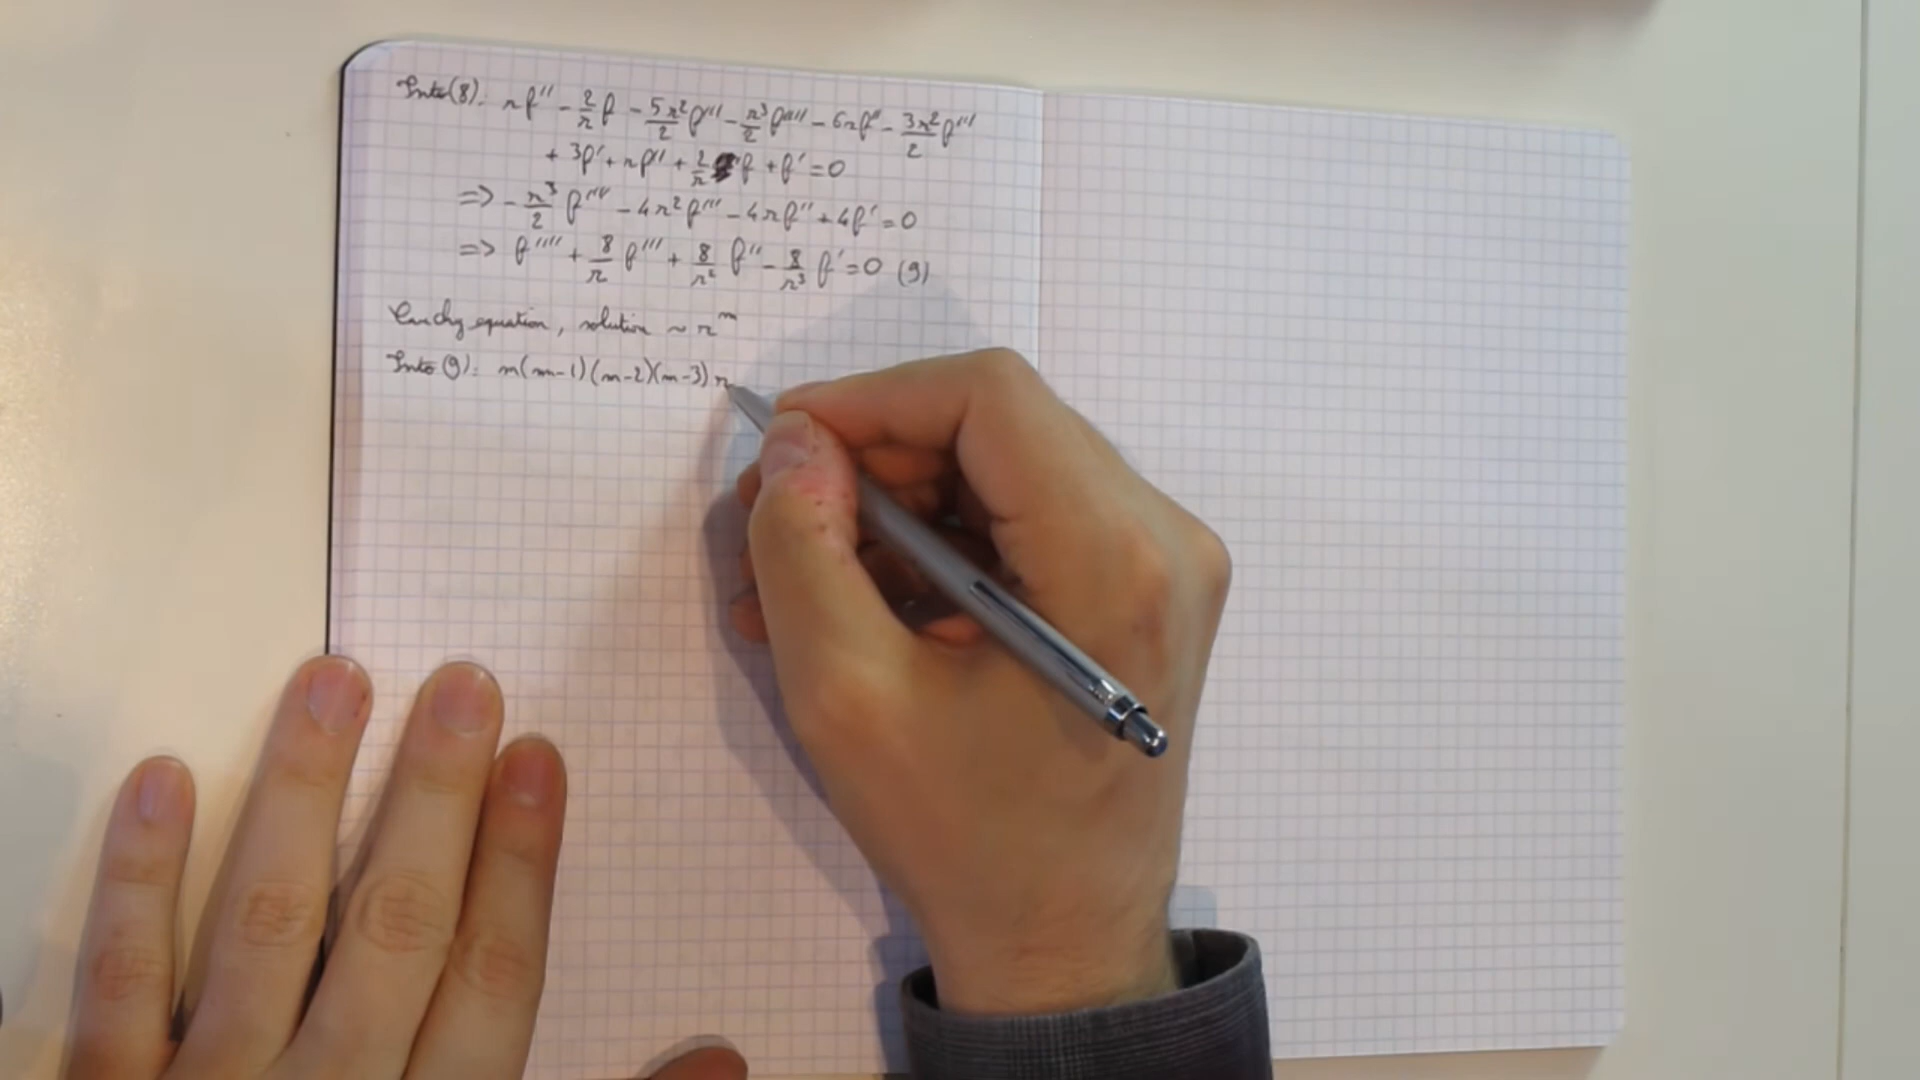 Into (8): rf'' - 2/r f - 5r²/2 f''' - r³/2 f'''' - 6rf'' - 3r²/2 f'''
+ 3f' + rf'' + 2/r f + f' = 0
=> - r³/2 f'''' - 4r²f''' - 4rf'' + 4f' = 0
=> f'''' + 8/r f''' + 8/r² f'' - 8/r³ f' = 0 (9)
Cauchy equation, solution ~ r^m
Into (9): m(m-1)(m-2)(m-3) r